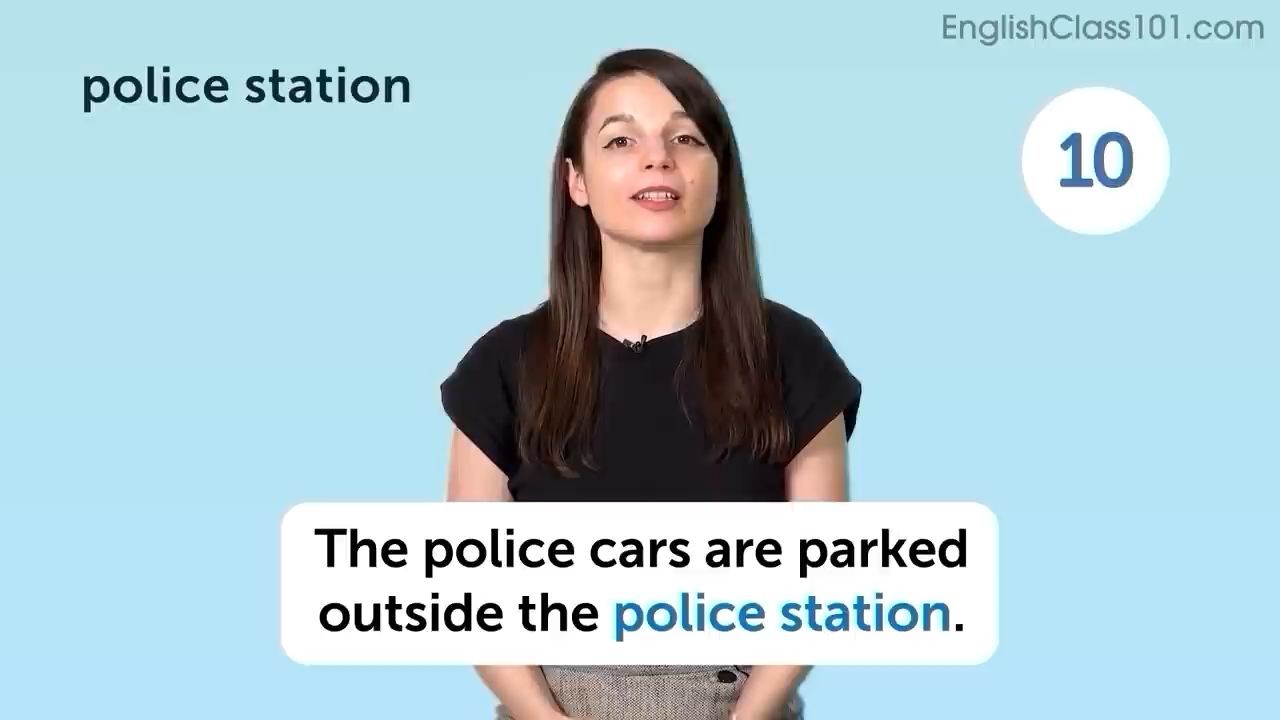 EnglishClass101.com
police station
10
The police cars are parked
outside the police station.